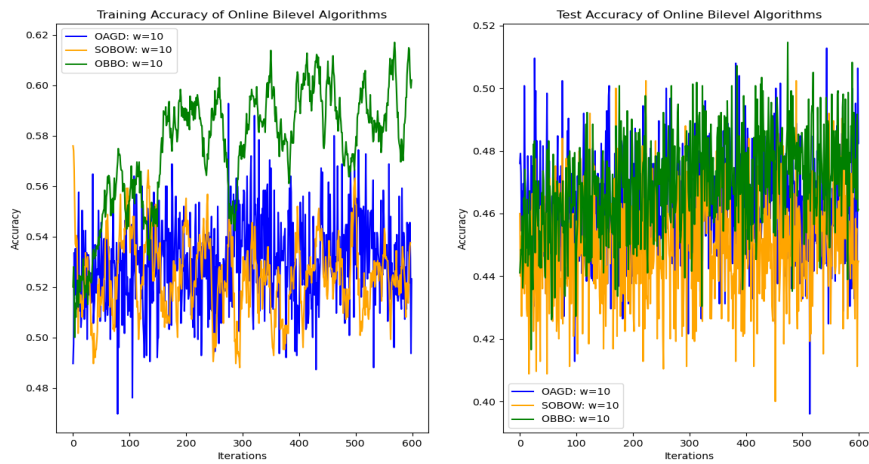 Training Accuracy of Online Bilevel Algorithms
OAGD: w=10
SOBOW: w=10
OBBO: w=10
0.62
0.60
0.58
0.56
0.54
0.52
0.50
0.48
Accuracy
0
100
200
300
400
500
600
Iterations
Test Accuracy of Online Bilevel Algorithms
0.52
0.50
0.48
0.46
0.44
0.42
0.40
Accuracy
OAGD: w=10
SOBOW: w=10
OBBO: w=10
0
100
200
300
400
500
600
Iterations